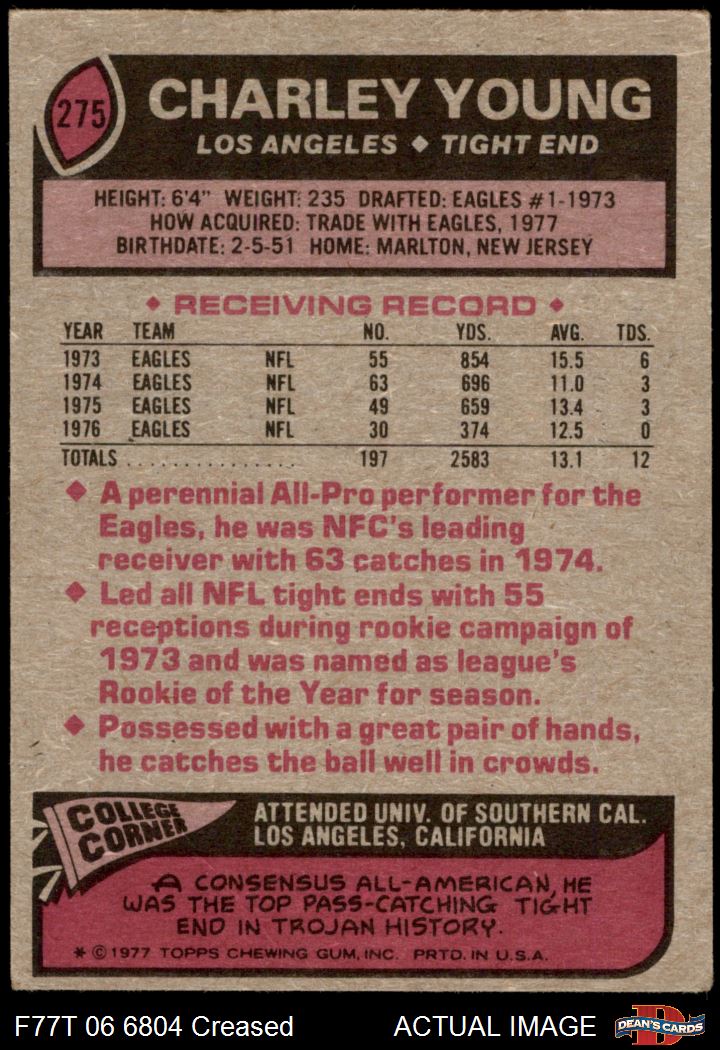 275
CHARLEY YOUNG
LOS ANGELES ◆ TIGHT END
HEIGHT: 6'4" WEIGHT: 235 DRAFTED: EAGLES #1-1973
HOW ACQUIRED: TRADE WITH EAGLES, 1977
BIRTHDATE: 2-5-51 HOME: MARLTON, NEW JERSEY
◆ RECEIVING RECORD ◆
YEAR TEAM NO. YDS. AVG. TDS.
1973 EAGLES NFL 55 854 15.5 6
1974 EAGLES NFL 63 696 11.0 3
1975 EAGLES NFL 49 659 13.4 3
1976 EAGLES NFL 30 374 12.5 0
TOTALS ................ 197 2583 13.1 12
◆ A perennial All-Pro performer for the
Eagles, he was NFC's leading
receiver with 63 catches in 1974.
◆ Led all NFL tight ends with 55
receptions during rookie campaign of
1973 and was named as league's
Rookie of the Year for season.
◆ Possessed with a great pair of hands,
he catches the ball well in crowds.
COLLEGE
CORNER
ATTENDED UNIV. OF SOUTHERN CAL.
LOS ANGELES, CALIFORNIA
A CONSENSUS ALL-AMERICAN, HE
WAS THE TOP PASS-CATCHING TIGHT
END IN TROJAN HISTORY.
* © 1977 TOPPS CHEWING GUM, INC. PRTD. IN U.S.A.
F77T 06 6804 Creased ACTUAL IMAGE
D
DEAN'S CARDS